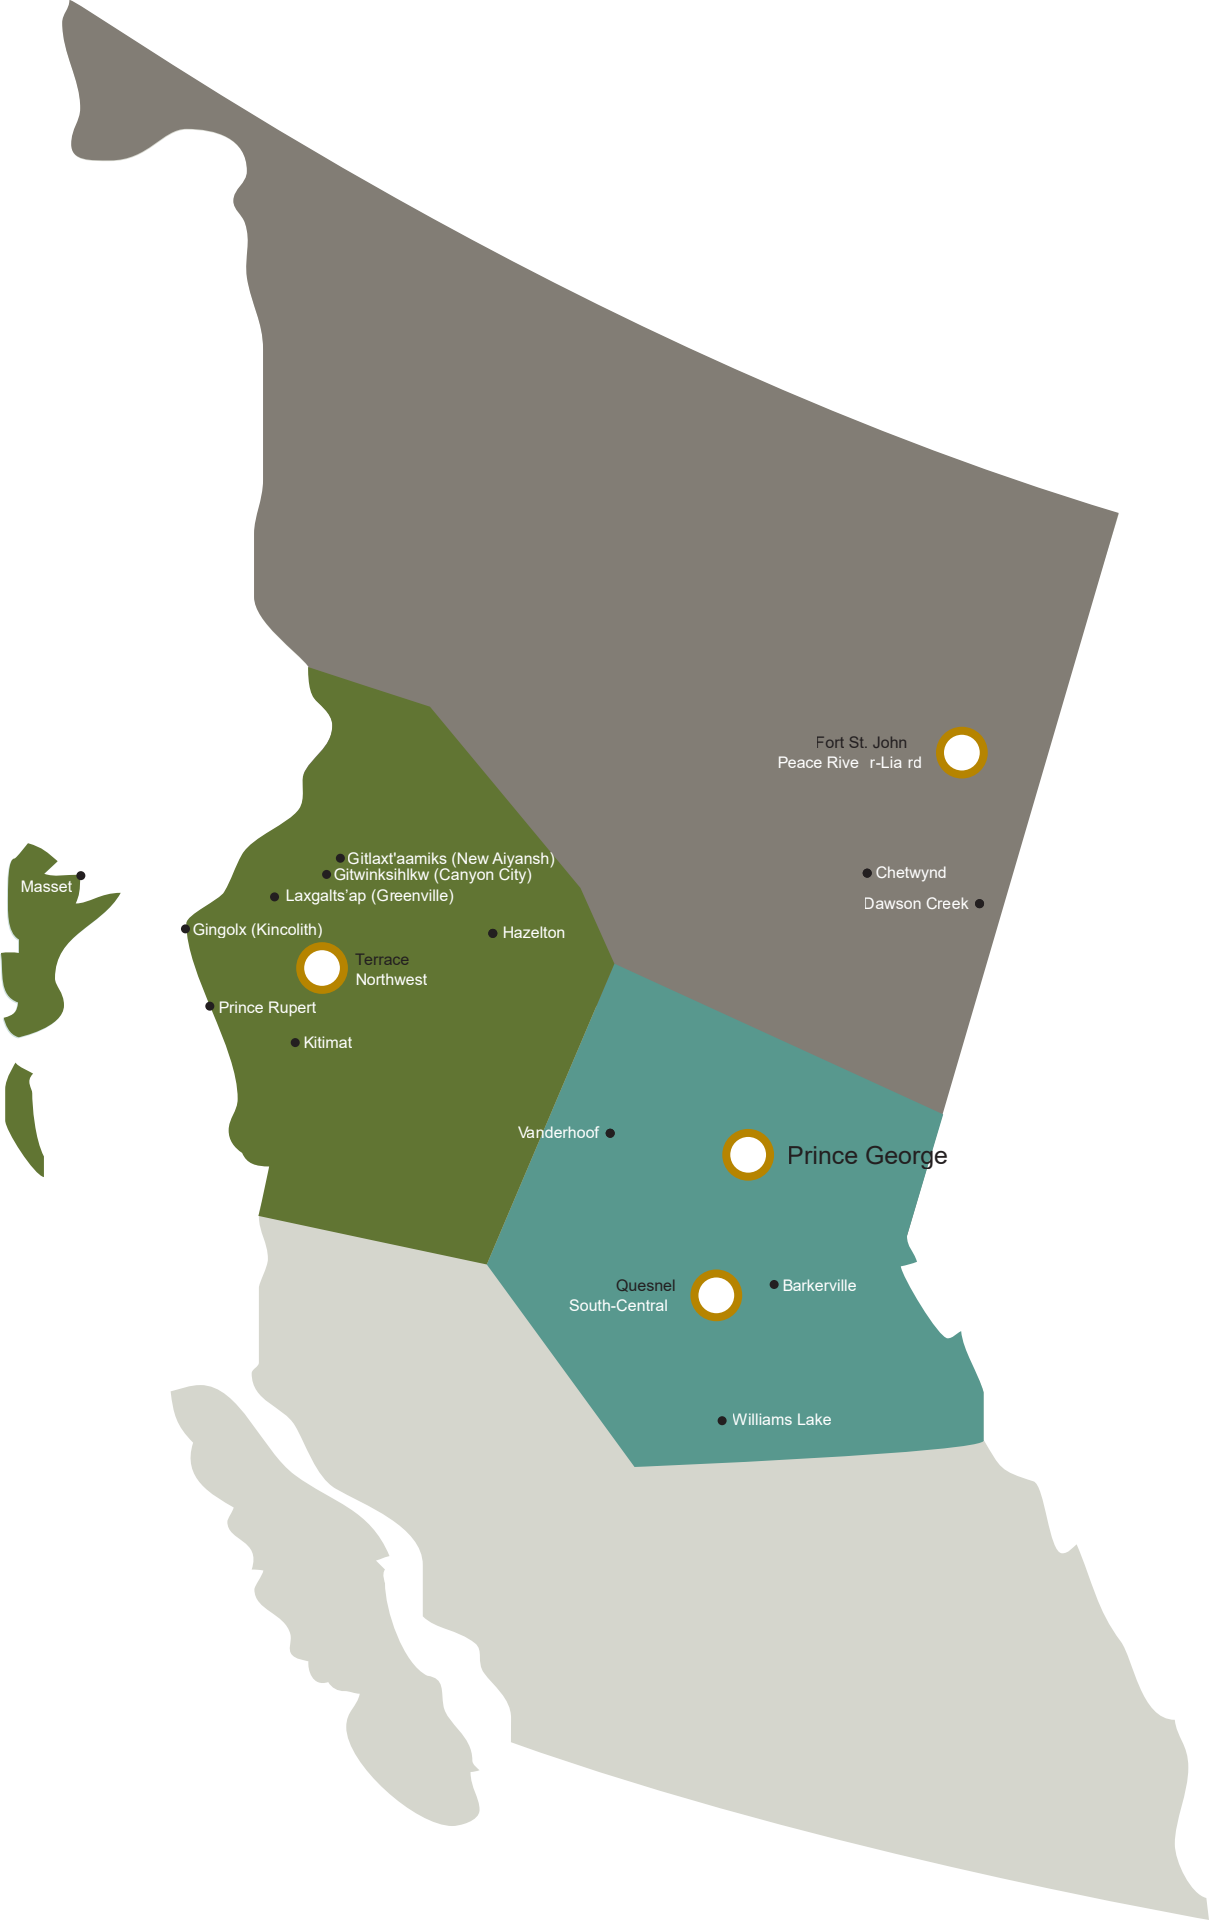 Fort St. John
Peace Rive r-Lia rd
Chetwynd
Dawson Creek
Gitlaxt'aamiks (New Aiyansh)
Gitwinksihlkw (Canyon City)
Laxgalts’ap (Greenville)
Masset
Gingolx (Kincolith)
Hazelton
Terrace
Northwest
Prince Rupert
Kitimat
Vanderhoof
Prince George
Quesnel
South-Central
Barkerville
Williams Lake